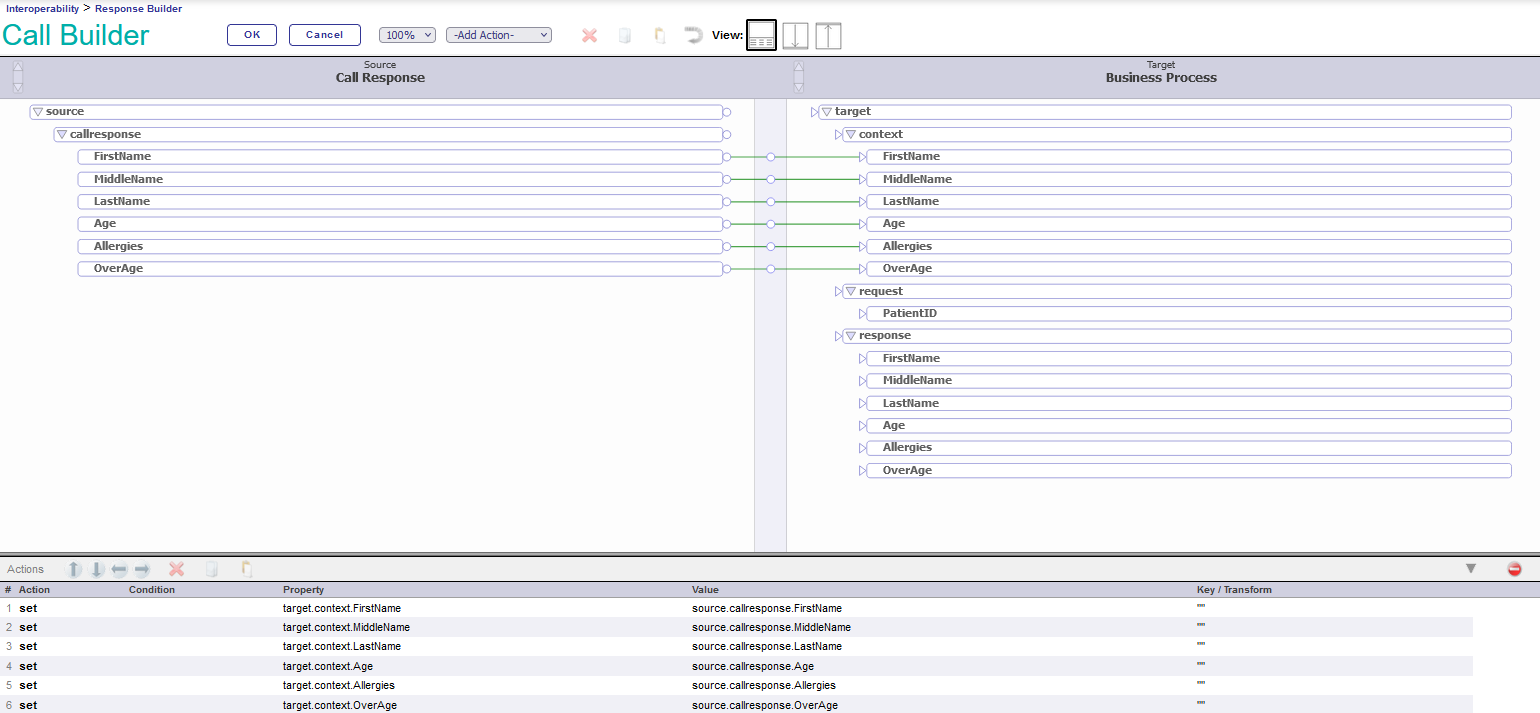 Interoperability > Response Builder
Call Builder OK Cancel 100% -Add Action- View:
Source
Call Response
Target
Business Process
source
callresponse
FirstName
MiddleName
LastName
Age
Allergies
OverAge
target
context
FirstName
MiddleName
LastName
Age
Allergies
OverAge
request
PatientID
response
FirstName
MiddleName
LastName
Age
Allergies
OverAge
Actions
# Action Condition Property Value Key / Transform
1 set target.context.FirstName source.callresponse.FirstName ""
2 set target.context.MiddleName source.callresponse.MiddleName ""
3 set target.context.LastName source.callresponse.LastName ""
4 set target.context.Age source.callresponse.Age ""
5 set target.context.Allergies source.callresponse.Allergies ""
6 set target.context.OverAge source.callresponse.OverAge ""